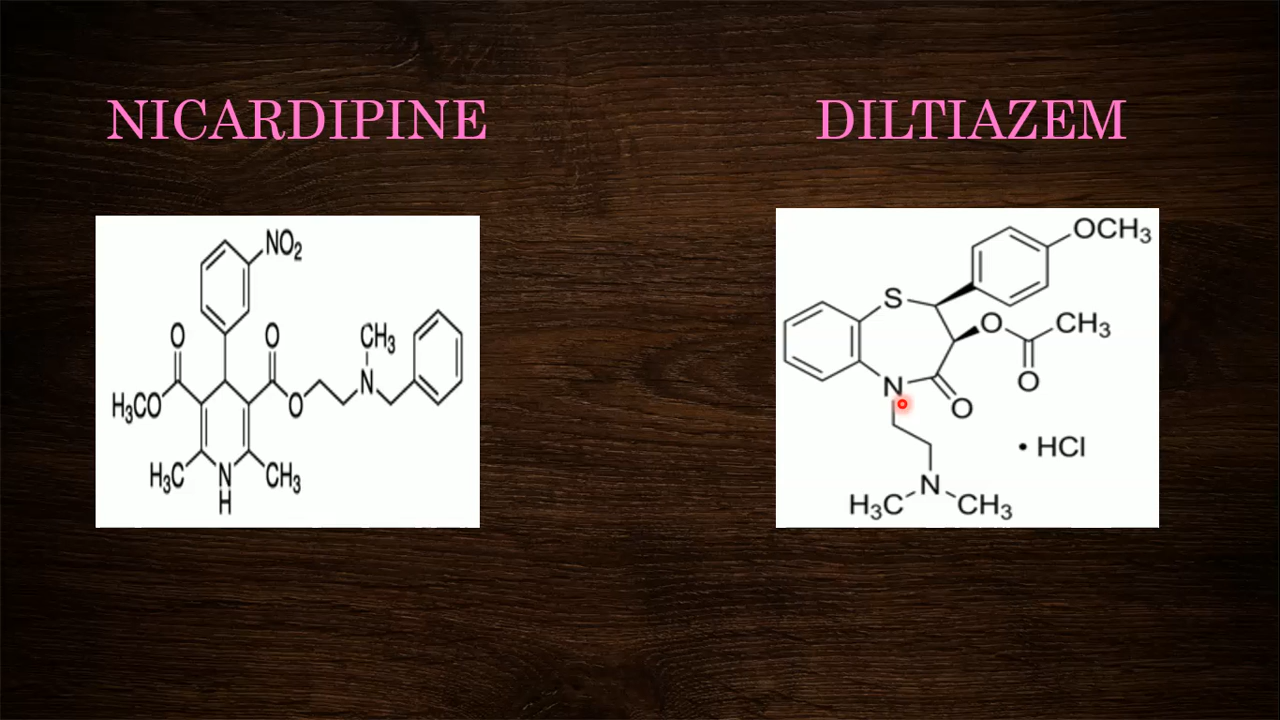 NICARDIPINE
NO2
O
O
CH3
N
H3CO
O
H3C
N
H
CH3
DILTIAZEM
OCH3
S
O
CH3
O
N
O
• HCl
N
H3C
CH3